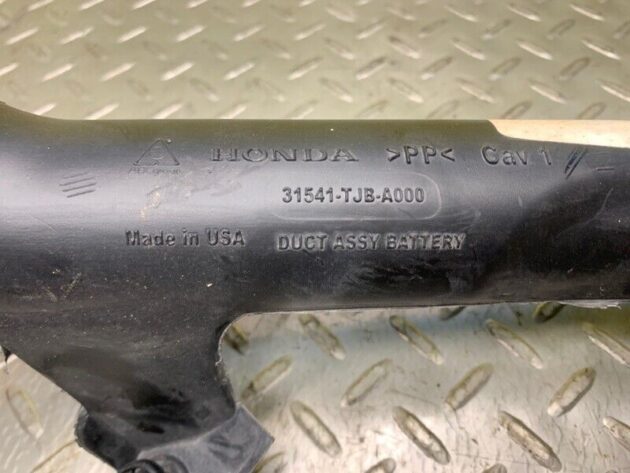 HONDA >PP< Cav 1
31541-TJB-A000
Made in USA DUCT ASSY BATTERY